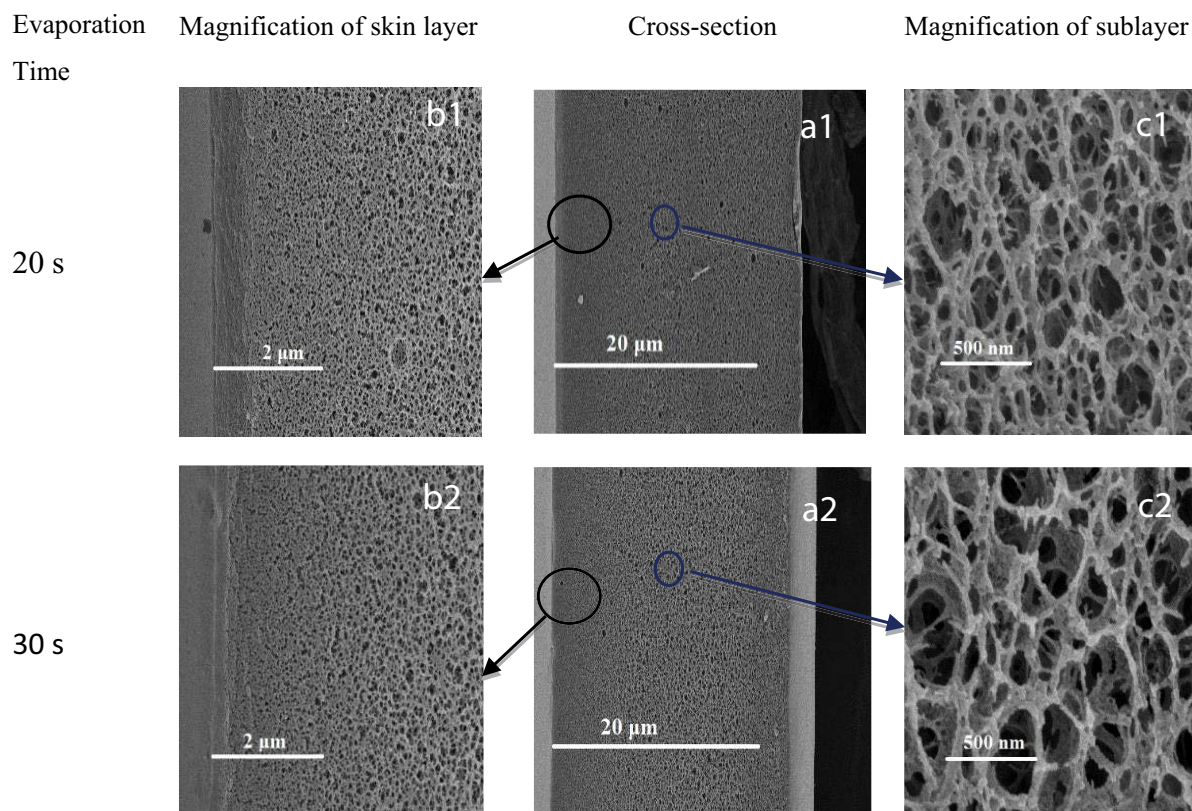 Evaporation Time
Magnification of skin layer
Cross-section
Magnification of sublayer
20 s
b1
2 μm
a1
20 μm
c1
500 nm
30 s
b2
2 μm
a2
20 μm
c2
500 nm